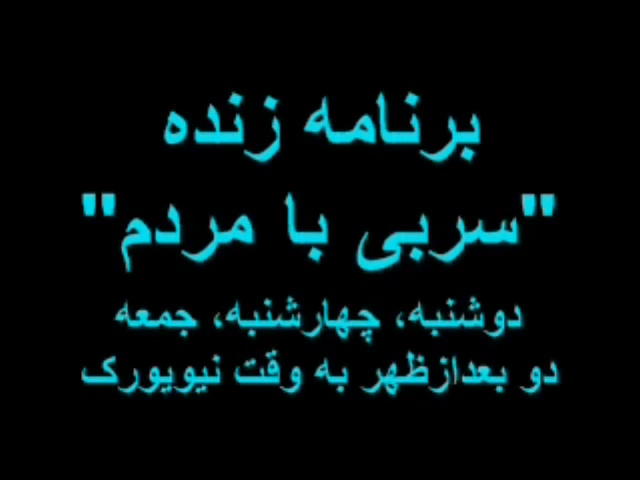 برنامه زنده
"سربی با مردم"
دوشنبه، چهارشنبه، جمعه
دو بعدازظهر به وقت نیویورک